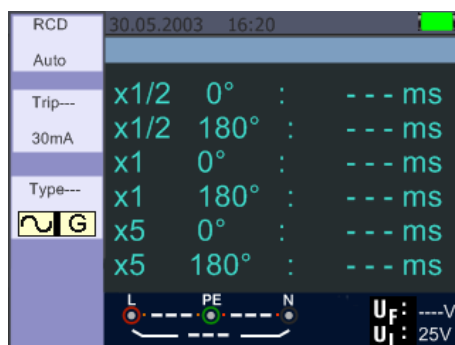 RCD
Auto
Trip---
30mA
Type---
G
30.05.2003 16:20
x1/2 0° : - - - ms
x1/2 180° : - - - ms
x1 0° : - - - ms
x1 180° : - - - ms
x5 0° : - - - ms
x5 180° : - - - ms
L PE N
---
UF: ----V
UL: 25V